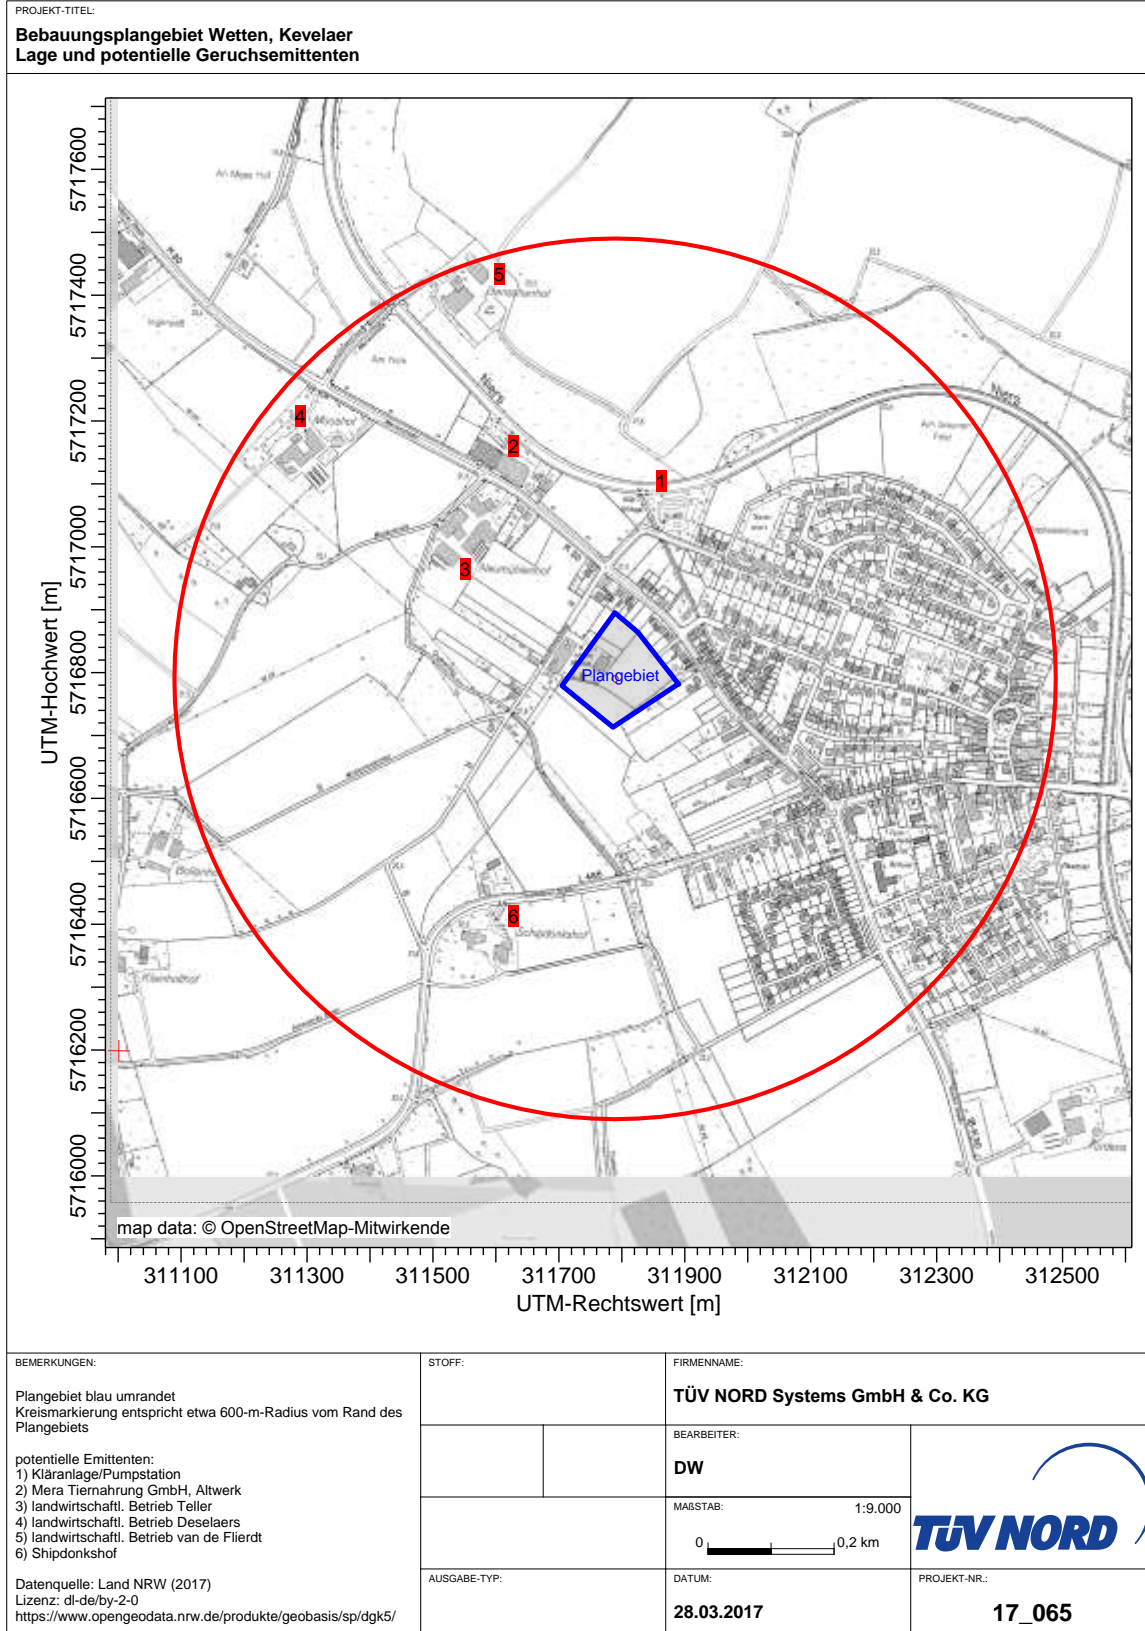 PROJEKT-TITEL:
Bebauungsplangebiet Wetten, Kevelaer
Lage und potentielle Geruchsemittenten
UTM-Hochwert [m]
5717600
5717400
5717200
5717000
5716800
5716600
5716400
5716200
5716000
5
4
2
1
3
6
Niers
Niers
Plangebiet
map data: © OpenStreetMap-Mitwirkende
311100 311300 311500 311700 311900 312100 312300 312500
UTM-Rechtswert [m]
BEMERKUNGEN:
Plangebiet blau umrandet
Kreismarkierung entspricht etwa 600-m-Radius vom Rand des
Plangebiets
potentielle Emittenten:
1) Kläranlage/Pumpstation
2) Mera Tiernahrung GmbH, Altwerk
3) landwirtschaftl. Betrieb Teller
4) landwirtschaftl. Betrieb Deselaers
5) landwirtschaftl. Betrieb van de Flierdt
6) Shipdonkshof
Datenquelle: Land NRW (2017)
Lizenz: dl-de/by-2-0
https://www.opengeodata.nrw.de/produkte/geobasis/sp/dgk5/
STOFF:
AUSGABE-TYP:
FIRMENNAME:
TÜV NORD Systems GmbH & Co. KG
BEARBEITER:
DW
MAßSTAB:
1:9.000
0
0,2 km
DATUM:
28.03.2017
TÜV NORD
PROJEKT-NR.:
17_065